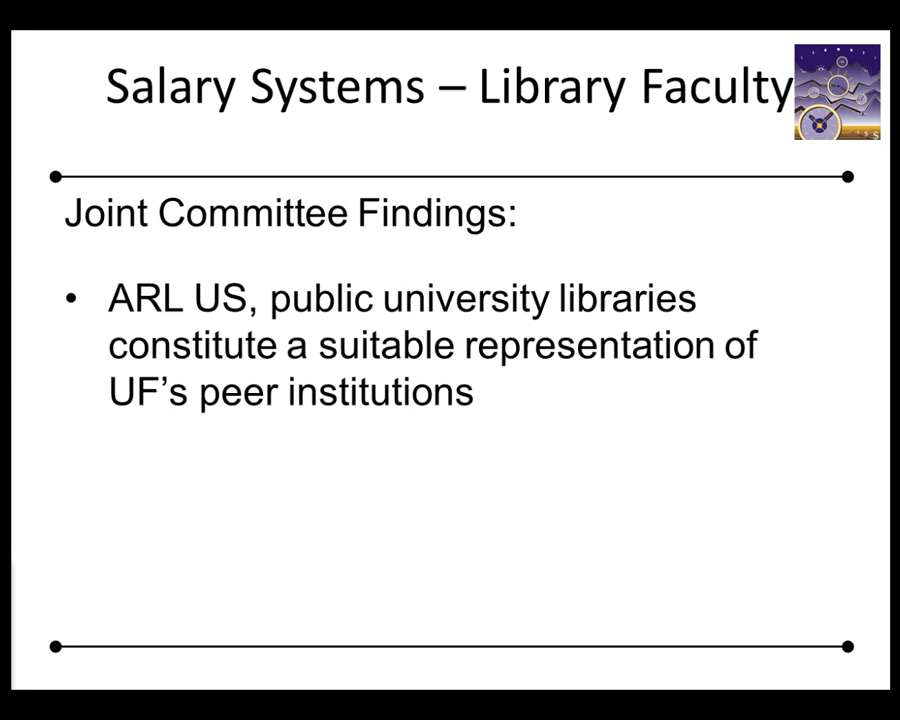 Salary Systems – Library Faculty
Joint Committee Findings:
• ARL US, public university libraries
constitute a suitable representation of
UF’s peer institutions